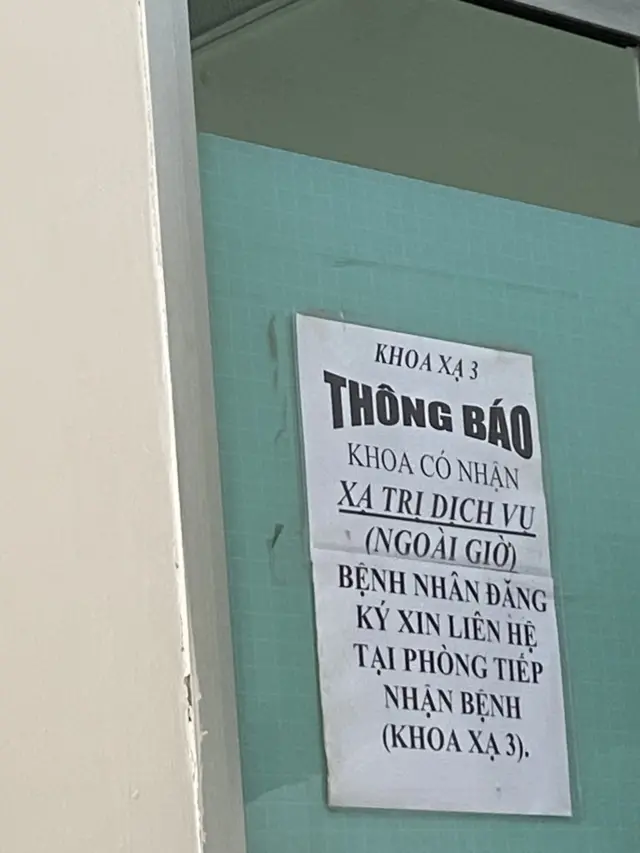 KHOA XẠ 3
THÔNG BÁO
KHOA CÓ NHẬN
XẠ TRỊ DỊCH VỤ
(NGOÀI GIỜ)
BỆNH NHÂN ĐĂNG
KÝ XIN LIÊN HỆ
TẠI PHÒNG TIẾP
NHẬN BỆNH
(KHOA XẠ 3).